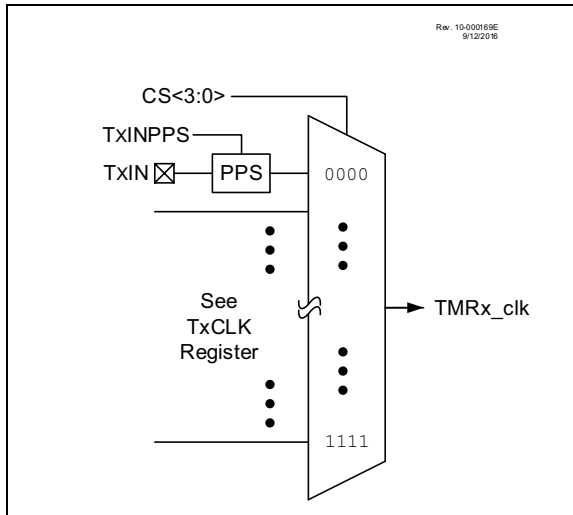 Rev. 10-000169E
9/12/2016
CS<3:0>
TxINPPS
TxIN
PPS
0000
See
TxCLK
Register
TMRx_clk
1111